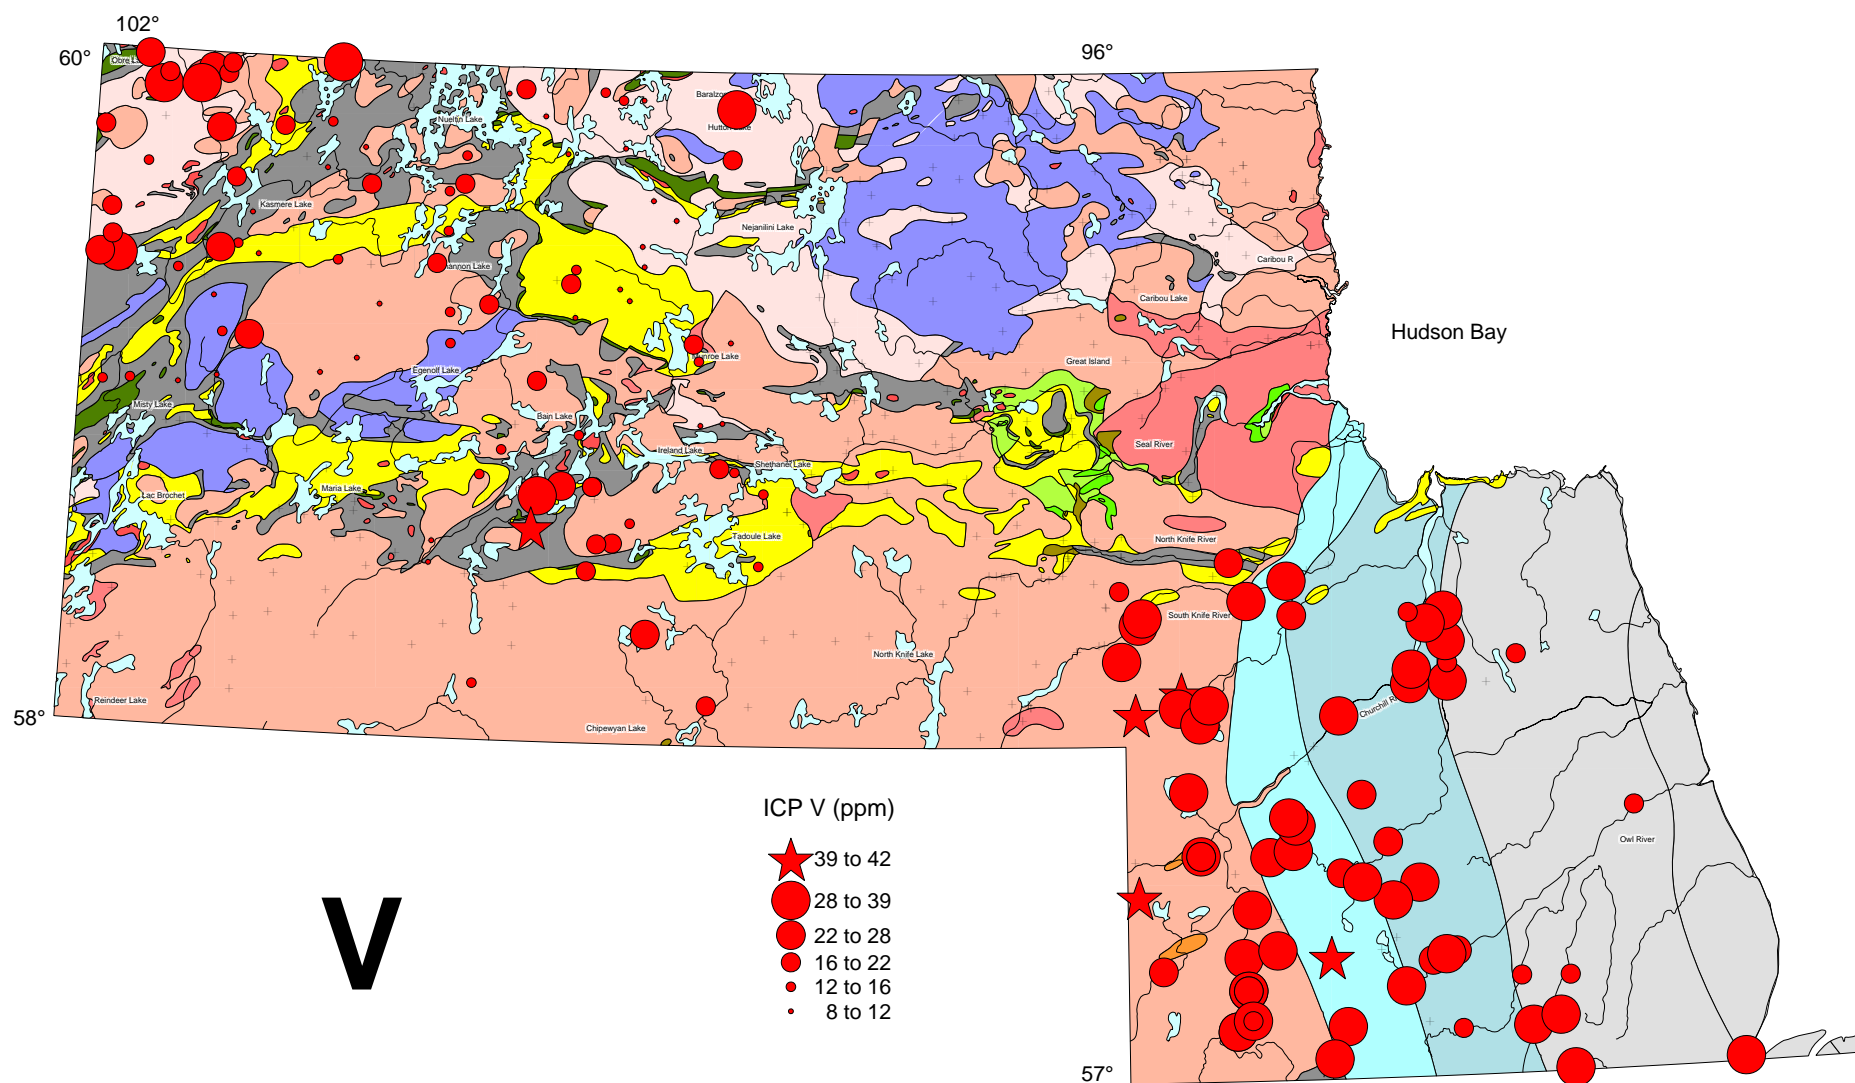 102°
60°
96°
Nueltin Lake
Hutton Lake
Kasmere Lake
Nejanilini Lake
Caribou R
Caribou Lake
Hudson Bay
Munroe Lake
Great Island
Egenolf Lake
Misty Lake
Bain Lake
Seal River
Ireland Lake
Shethanei Lake
Maria Lake
Lac Brochet
Tadoule Lake
North Knife River
South Knife River
North Knife Lake
Reindeer Lake
Churchill R
58°
Chipewyan Lake
ICP V (ppm)
39 to 42
28 to 39
22 to 28
16 to 22
12 to 16
8 to 12
V
Owl River
57°